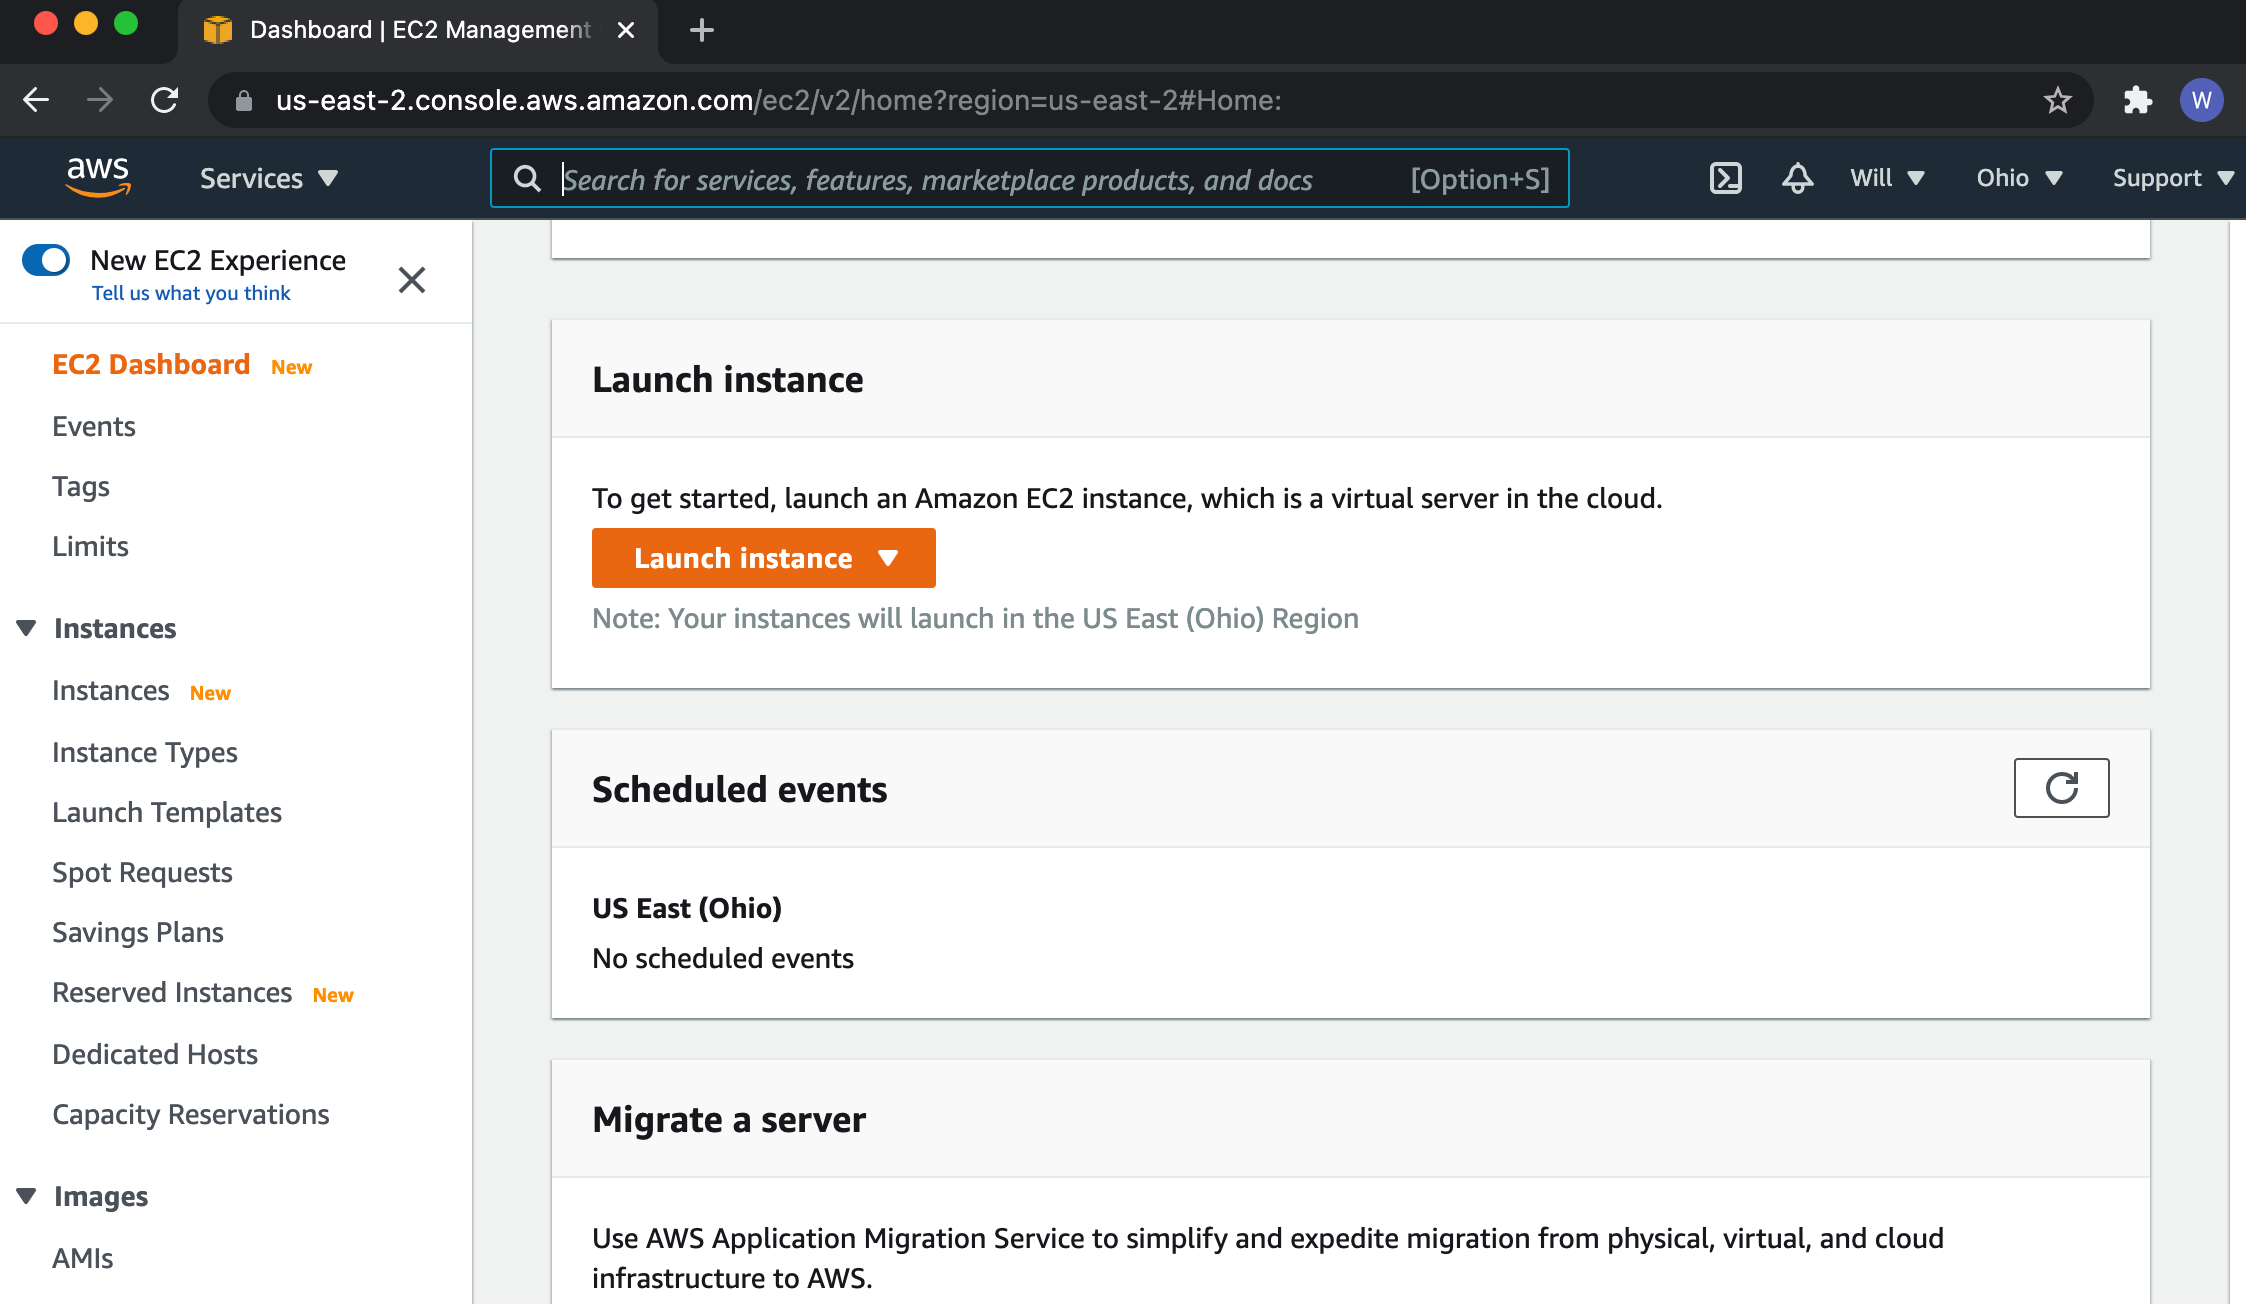 Dashboard | EC2 Management
us-east-2.console.aws.amazon.com/ec2/v2/home?region=us-east-2#Home:
W
aws
Services
Search for services, features, marketplace products, and docs
[Option+S]
Will
Ohio
Support
New EC2 Experience
Tell us what you think
EC2 Dashboard New
Events
Tags
Limits
Instances
Instances New
Instance Types
Launch Templates
Spot Requests
Savings Plans
Reserved Instances New
Dedicated Hosts
Capacity Reservations
Images
AMIs
Launch instance
To get started, launch an Amazon EC2 instance, which is a virtual server in the cloud.
Launch instance
Note: Your instances will launch in the US East (Ohio) Region
Scheduled events
US East (Ohio)
No scheduled events
Migrate a server
Use AWS Application Migration Service to simplify and expedite migration from physical, virtual, and cloud
infrastructure to AWS.